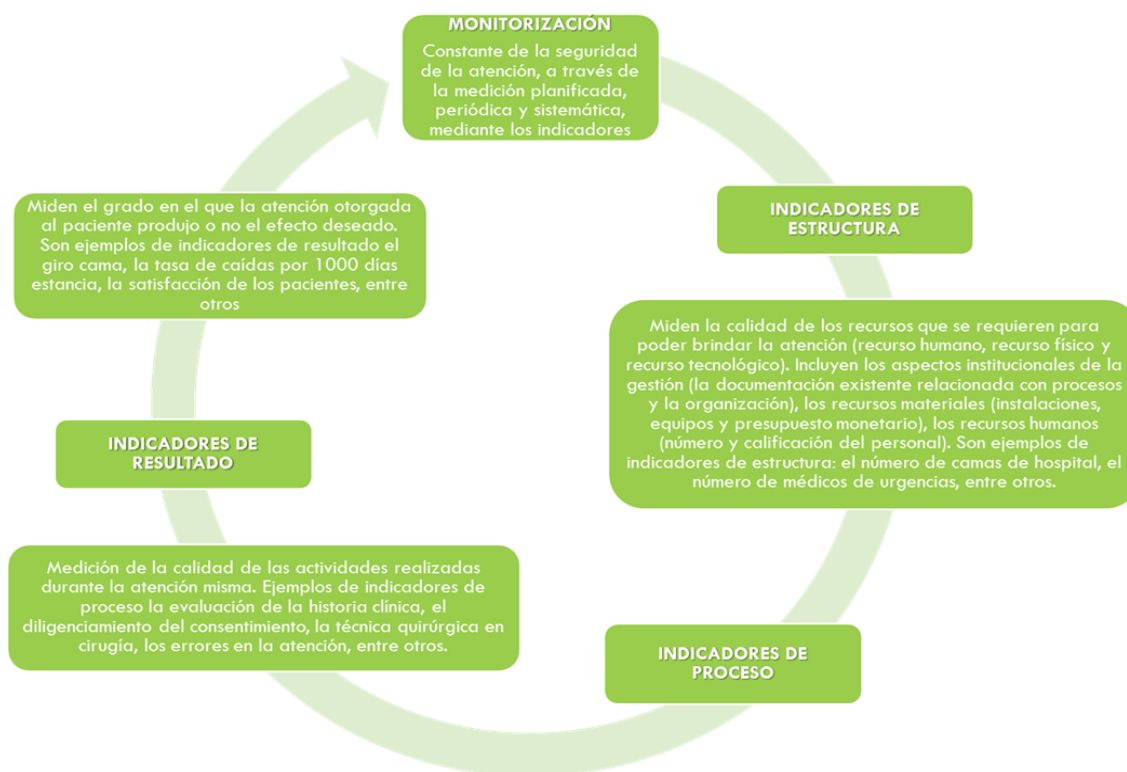 MONITORIZACIÓN
Constante de la seguridad
de la atención, a través de
la medición planificada,
periódica y sistemática,
mediante los indicadores
INDICADORES DE
ESTRUCTURA
Miden la calidad de los recursos que se requieren para
poder brindar la atención (recurso humano, recurso físico y
recurso tecnológico). Incluyen los aspectos institucionales de la
gestión (la documentación existente relacionada con procesos
y la organización), los recursos materiales (instalaciones,
equipos y presupuesto monetario), los recursos humanos
(número y calificación del personal). Son ejemplos de
indicadores de estructura: el número de camas de hospital, el
número de médicos de urgencias, entre otros.
INDICADORES DE
PROCESO
Medición de la calidad de las actividades realizadas
durante la atención misma. Ejemplos de indicadores de
proceso la evaluación de la historia clínica, el
diligenciamiento del consentimiento, la técnica quirúrgica en
cirugía, los errores en la atención, entre otros.
INDICADORES DE
RESULTADO
Miden el grado en el que la atención otorgada
al paciente produjo o no el efecto deseado.
Son ejemplos de indicadores de resultado el
giro cama, la tasa de caídas por 1000 días
estancia, la satisfacción de los pacientes, entre
otros